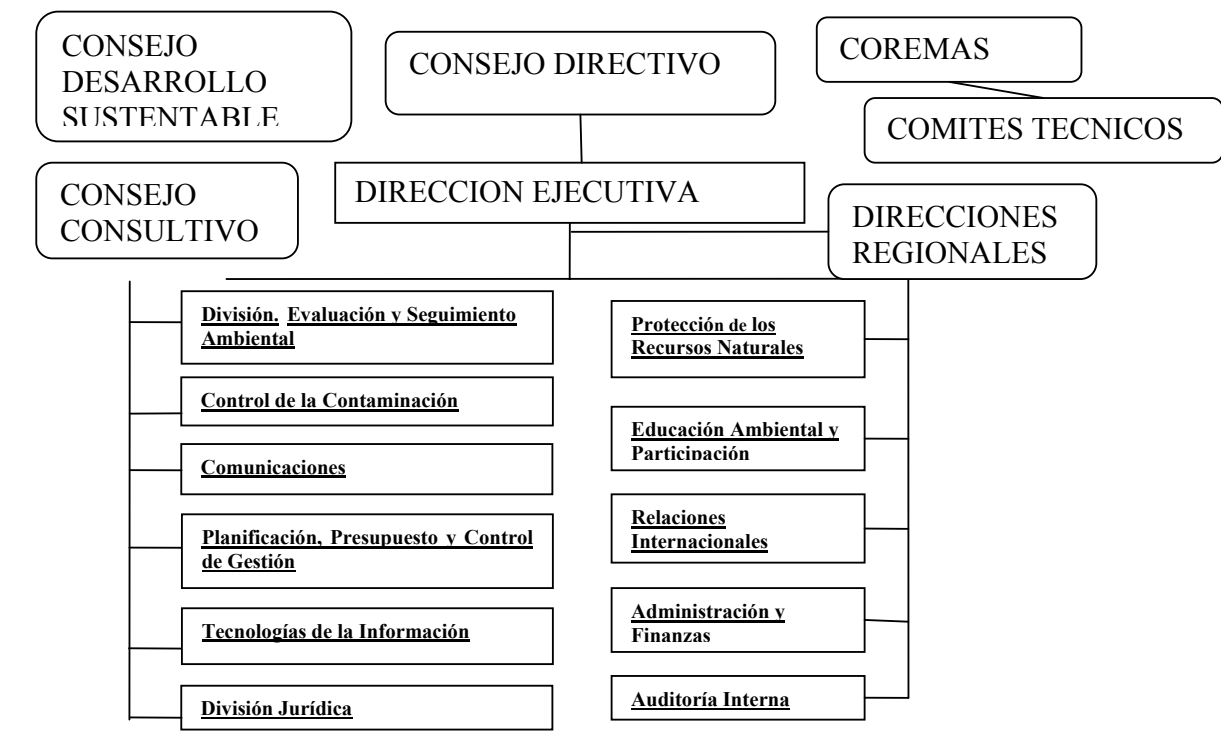 CONSEJO
DESARROLLO
SUSTENTABLE
CONSEJO DIRECTIVO
COREMAS
COMITES TECNICOS
CONSEJO
CONSULTIVO
DIRECCION EJECUTIVA
DIRECCIONES
REGIONALES
División. Evaluación y Seguimiento
Ambiental
Control de la Contaminación
Comunicaciones
Planificación, Presupuesto y Control
de Gestión
Tecnologías de la Información
División Jurídica
Protección de los
Recursos Naturales
Educación Ambiental y
Participación
Relaciones
Internacionales
Administración y
Finanzas
Auditoría Interna